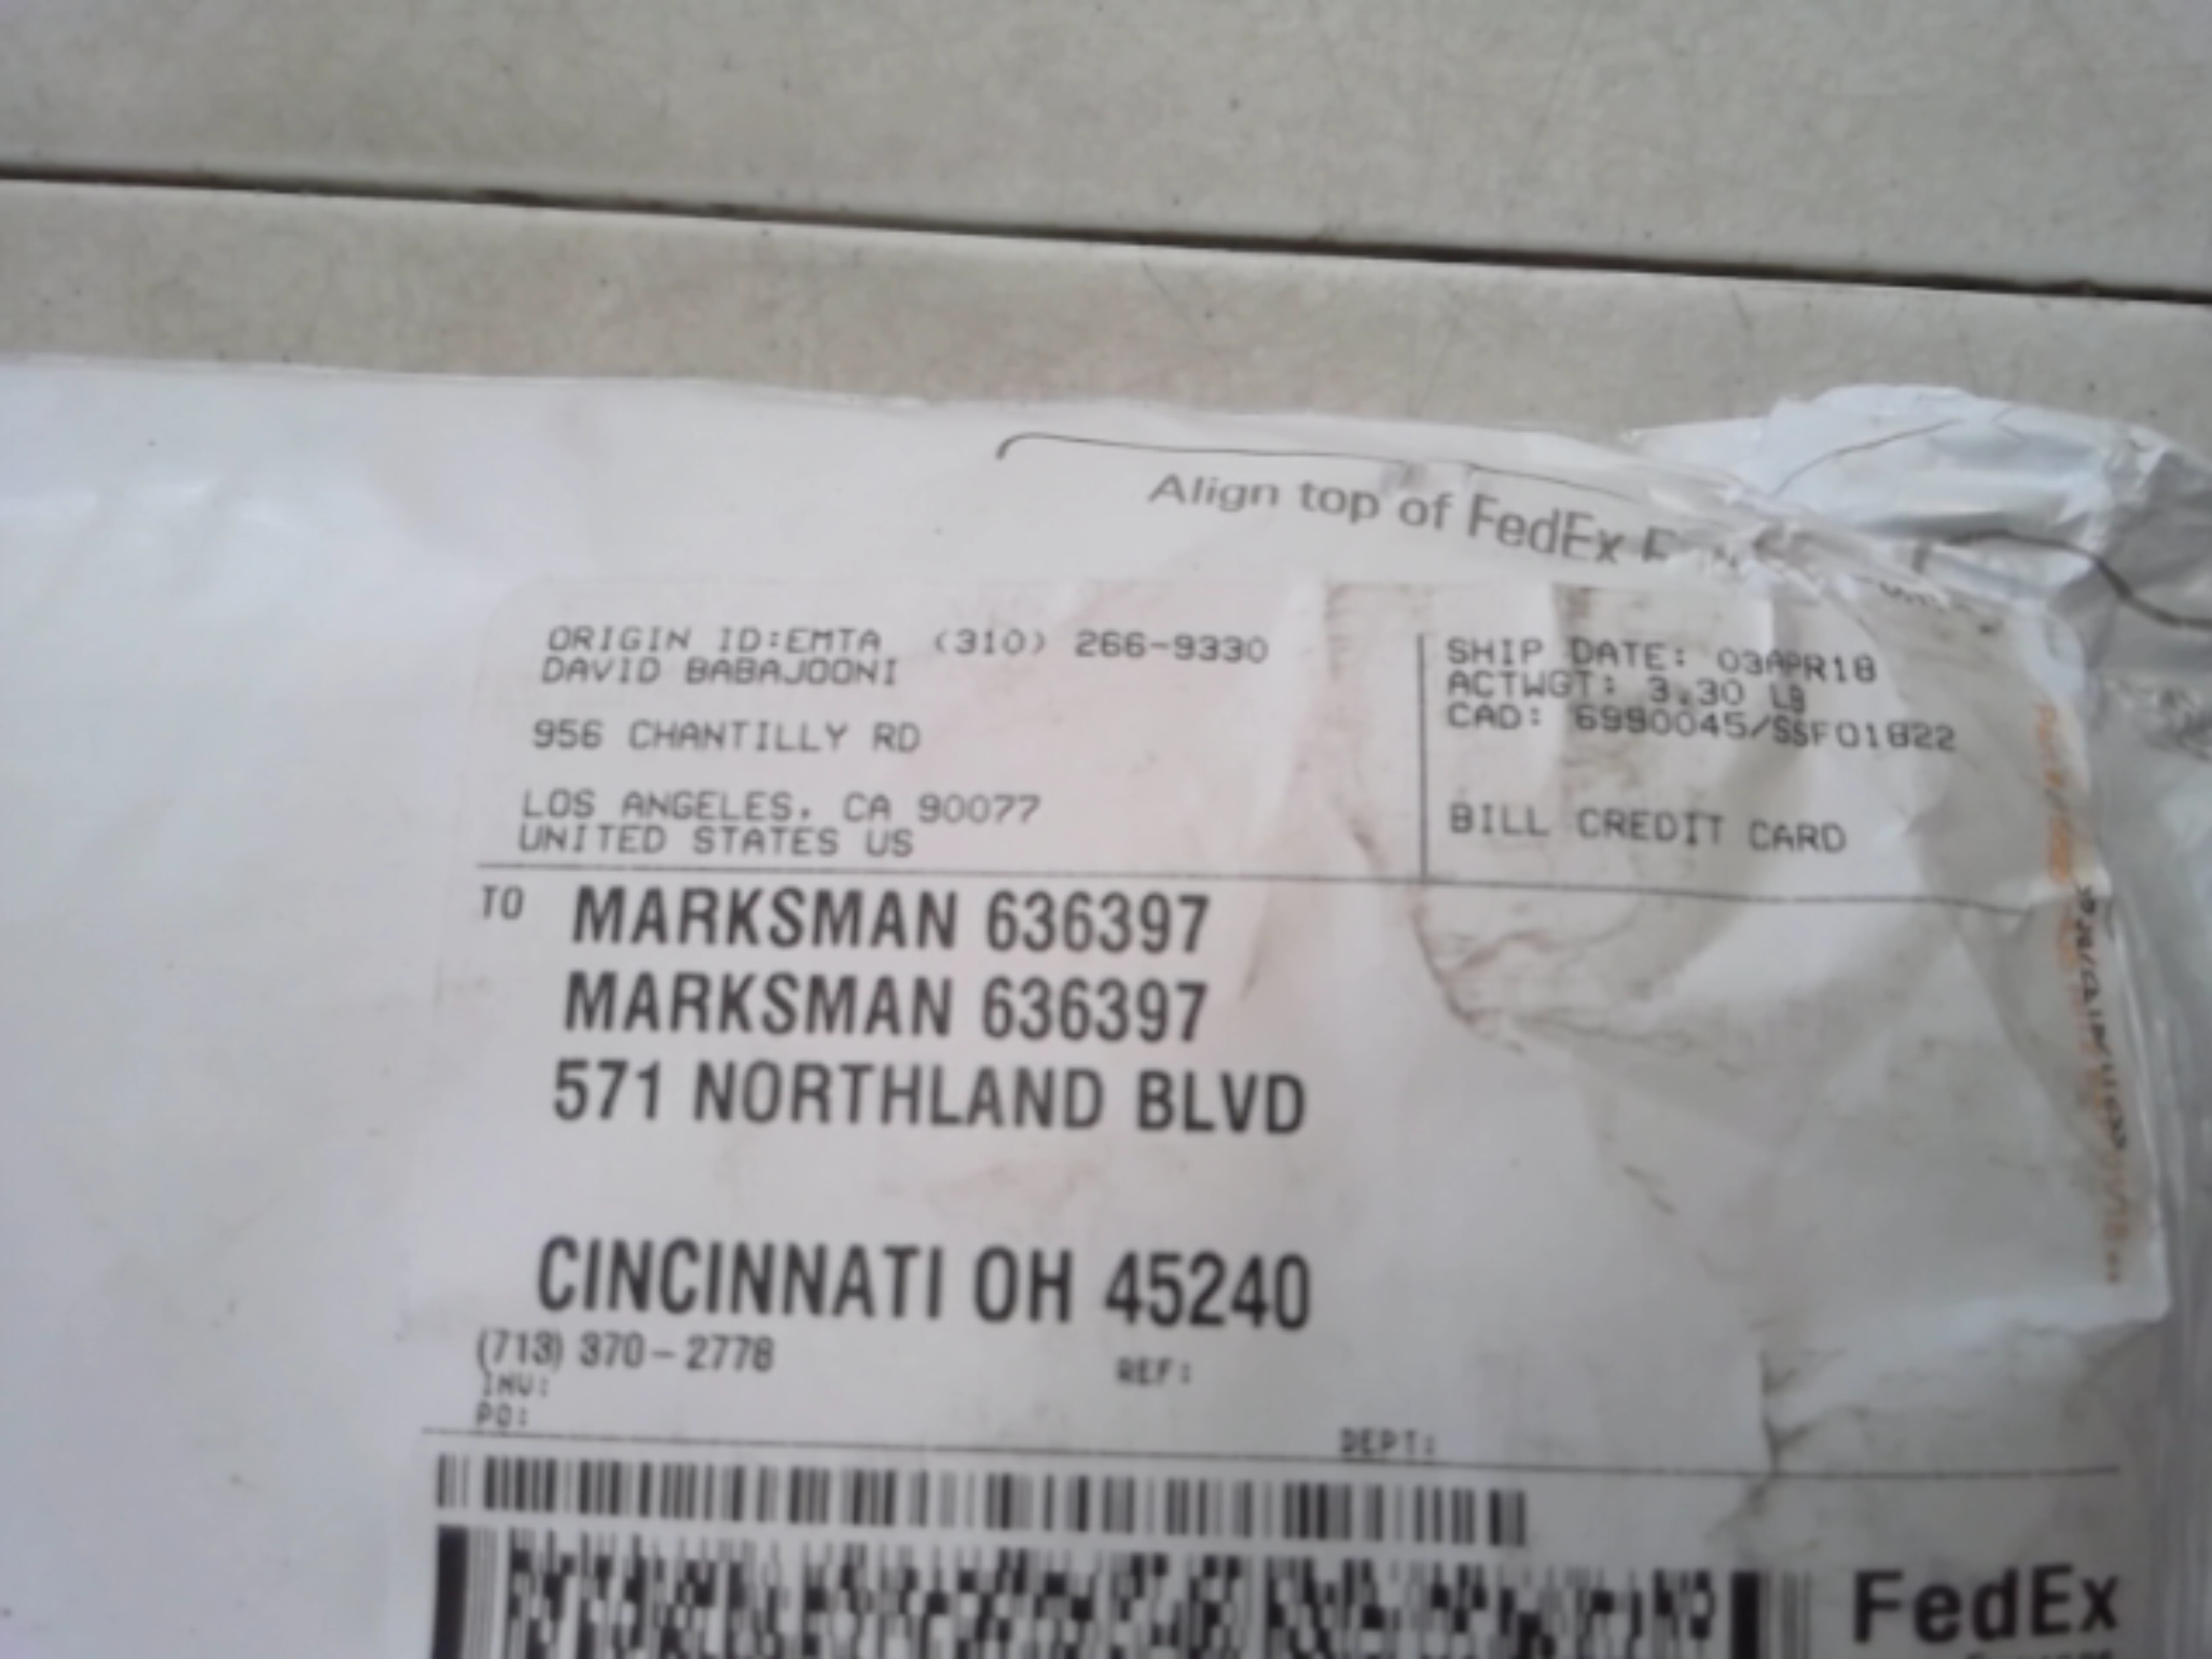 Align top of FedEx
ORIGIN ID:EMTA (310) 266-9330
DAVID BABAJOONI
956 CHANTILLY RD
LOS ANGELES, CA 90077
UNITED STATES US
SHIP DATE: 03APR18
ACTWGT: 3.30 LB
CAD: 6990045/SSFO1822
BILL CREDIT CARD
TO MARKSMAN 636397
MARKSMAN 636397
571 NORTHLAND BLVD
CINCINNATI OH 45240
(713) 370-2778
INV:
REF:
PO:
DEPT:
FedEx